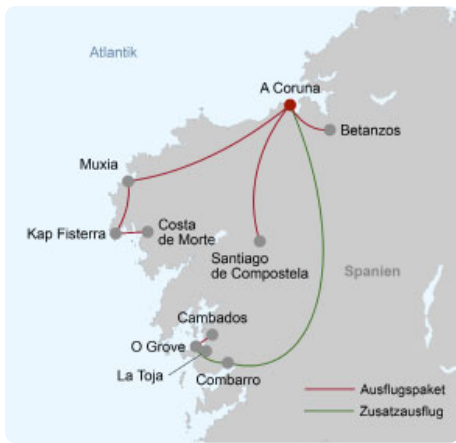 Atlantik
A Coruna
Betanzos
Muxia
Kap Fisterra
Costa
de Morte
Santiago
de Compostela
Spanien
Cambados
O Grove
La Toja
Combarro
Ausflugspaket
Zusatzausflug